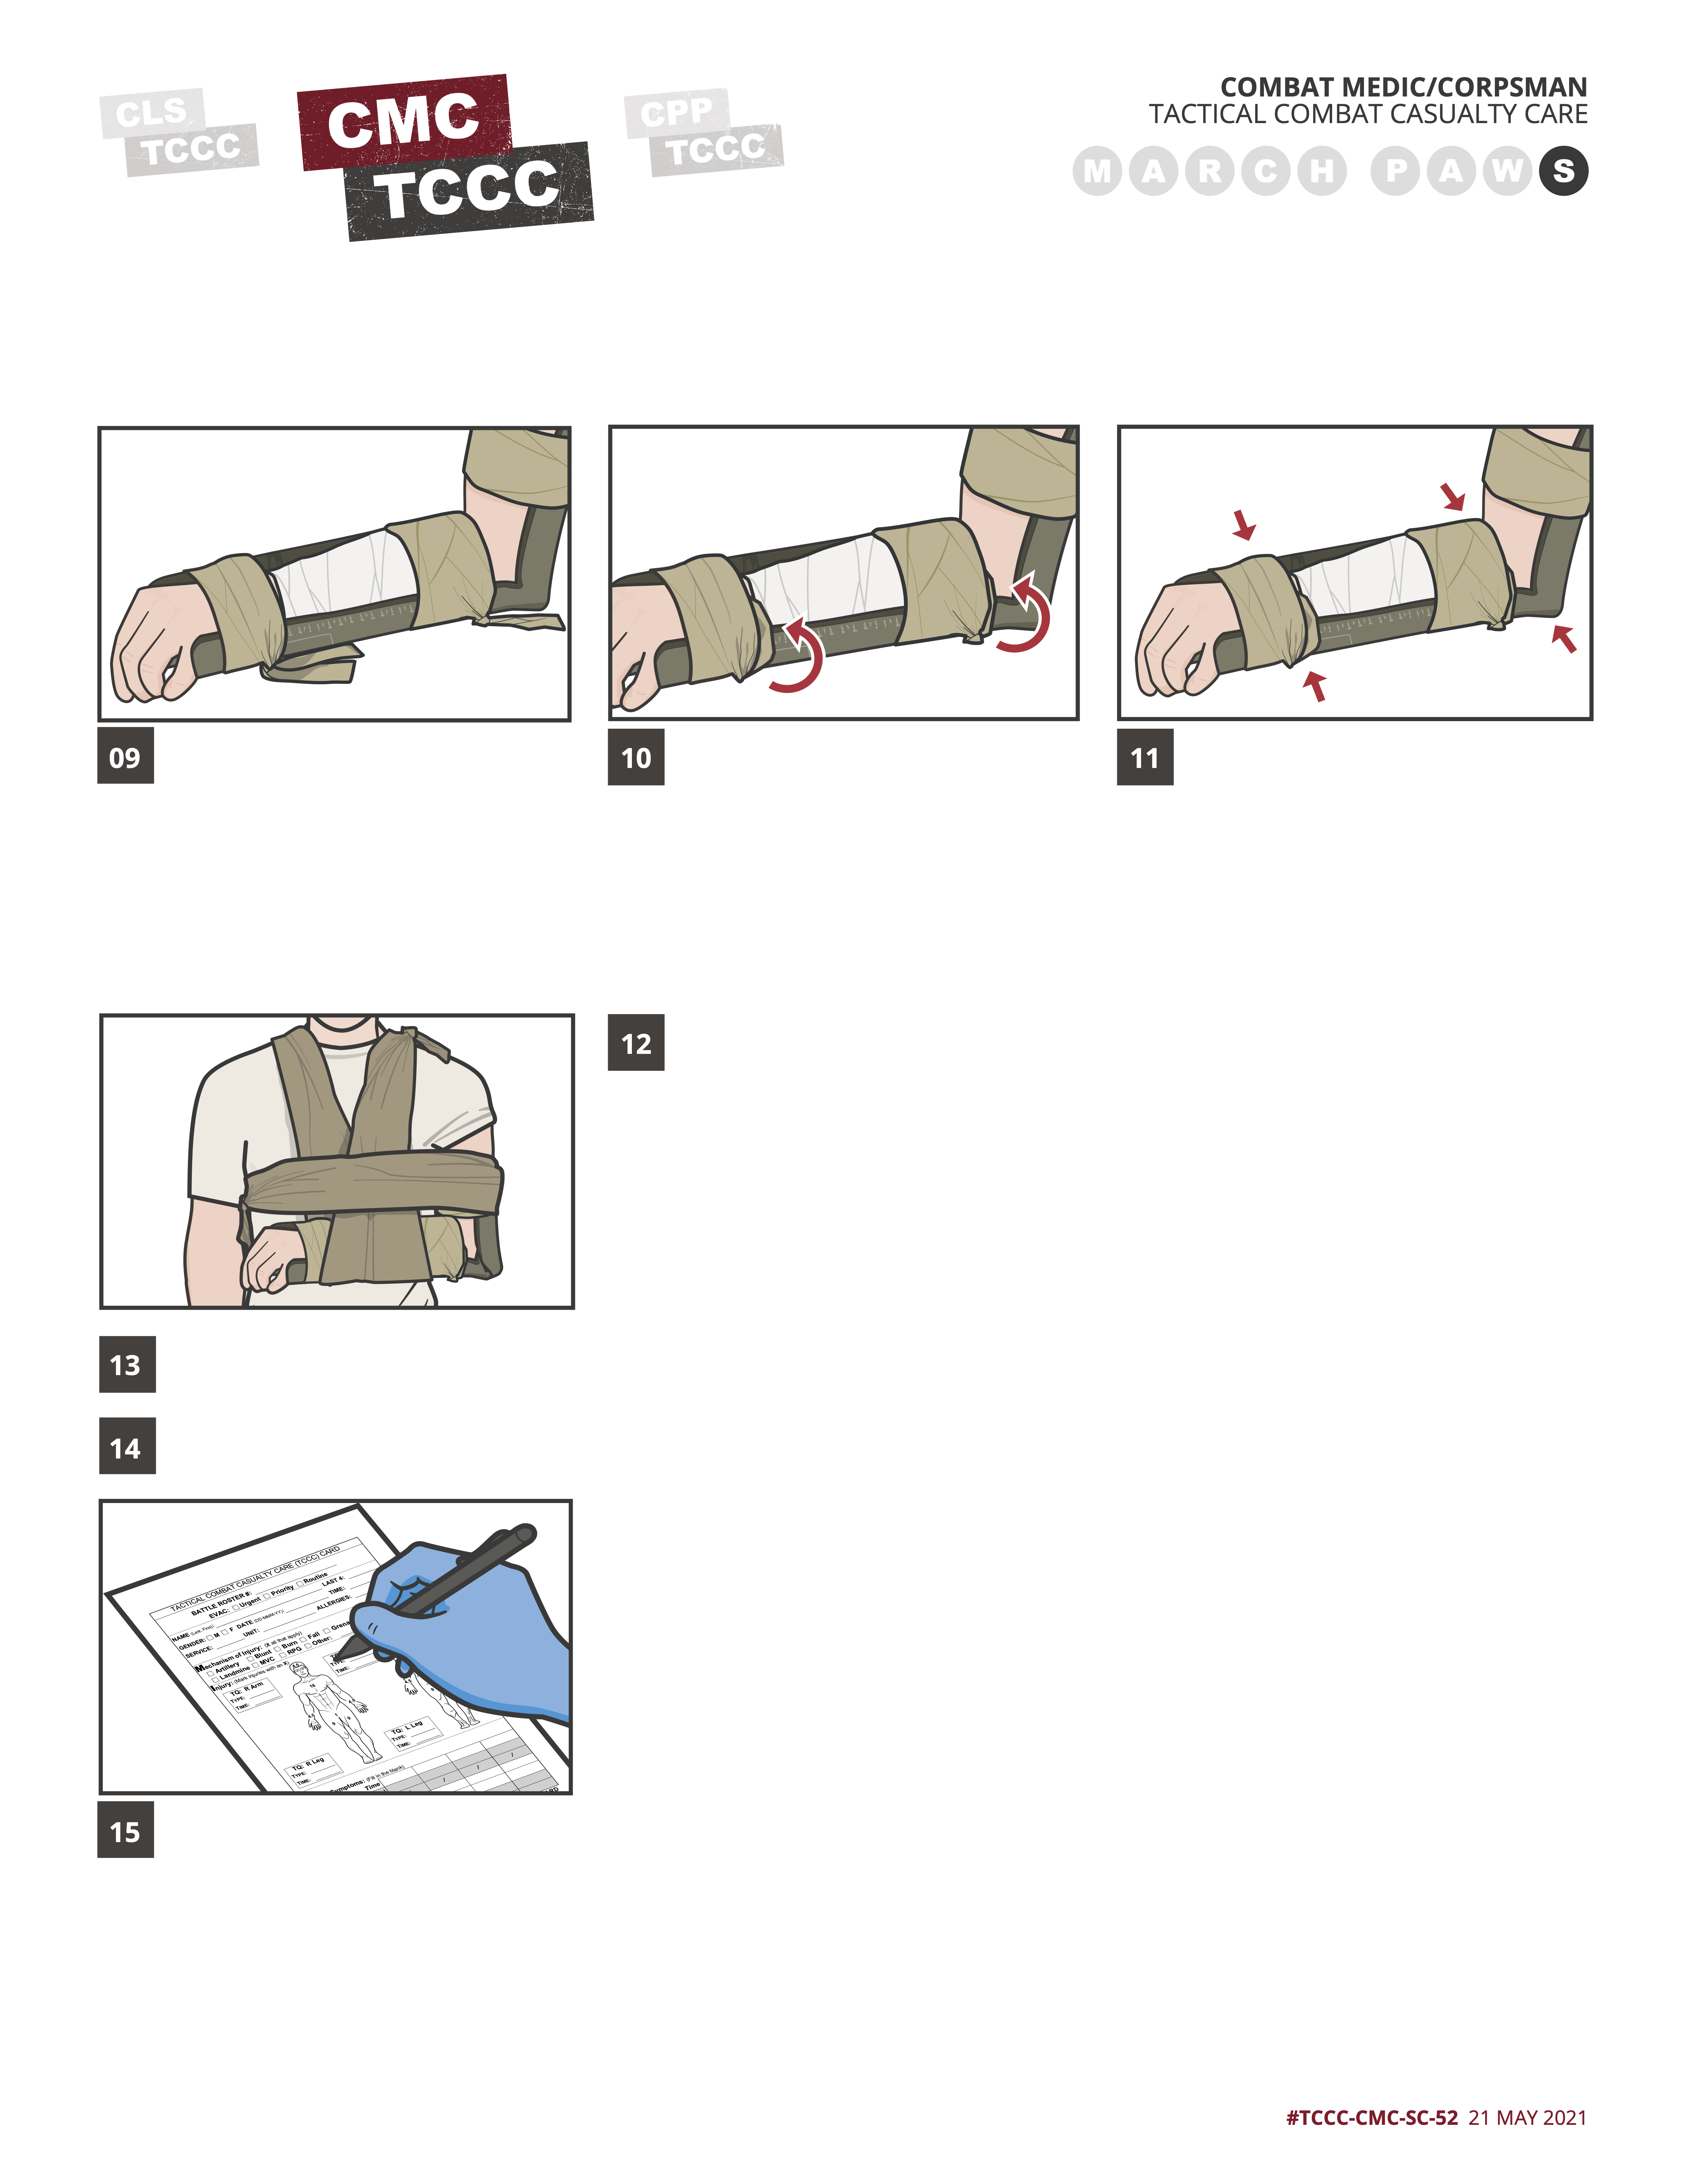 CLS
TCCC
CMC
TCCC
CPP
TCCC
COMBAT MEDIC/CORPSMAN
TACTICAL COMBAT CASUALTY CARE
M A R C H P A W S
09
10
11
12
13
14
TACTICAL COMBAT CASUALTY CARE (TCCC) CARD
BATTLE ROSTER #:
EVAC: Urgent Priority Routine
NAME (Last, First): LAST 4:
GENDER: M F DATE (DD-MMM-YY): TIME:
SERVICE: UNIT: ALLERGIES:
Mechanism of Injury: (X all that apply)
Artillery Blunt Burn Fall
Landmine MVC RPG Other:
Injury: (Mark injuries with an X)
TQ: R Arm
TYPE:
TIME:
TYPE:
TIME:
TQ: L Leg
TYPE:
TIME:
TQ: R Leg
TYPE:
TIME:
(Fill in the blank)
Time
15
#TCCC-CMC-SC-52 21 MAY 2021